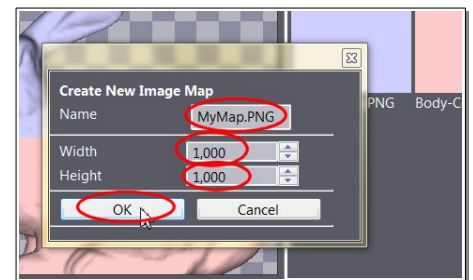 Create New Image Map
Name MyMap.PNG
Width 1,000
Height 1,000
OK Cancel
PNG Body-C